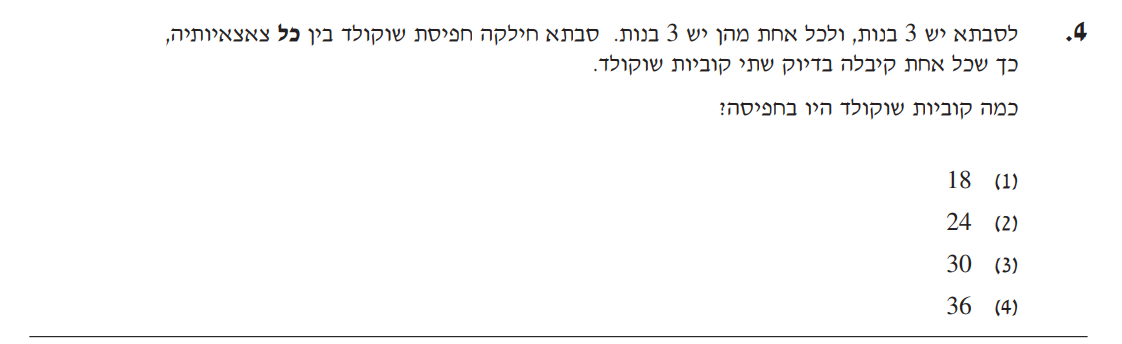 4. לסבתא יש 3 בנות, ולכל אחת מהן יש 3 בנות. סבתא חילקה חפיסת שוקולד בין כל צאצאיותיה,
כך שכל אחת קיבלה בדיוק שתי קוביות שוקולד.
כמה קוביות שוקולד היו בחפיסה?
(1) 18
(2) 24
(3) 30
(4) 36